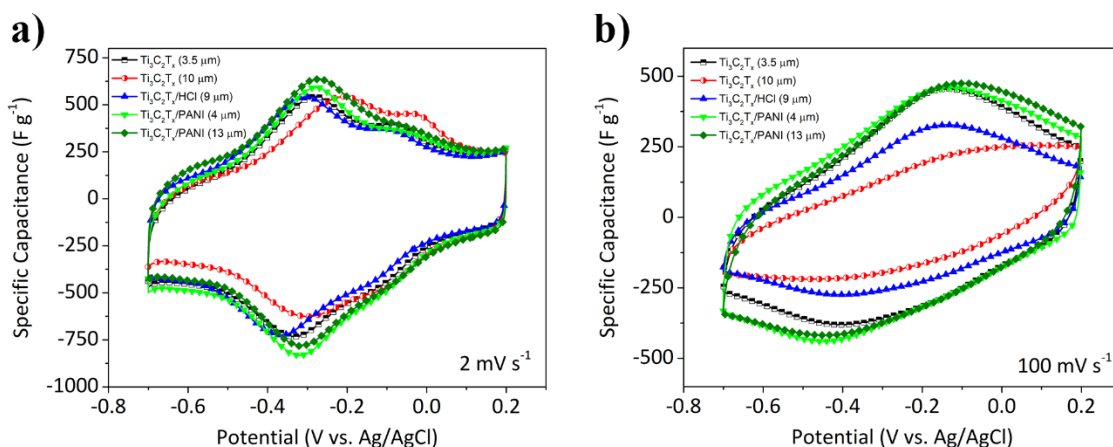 a)
Specific Capacitance (F g⁻¹)
750
500
250
0
-250
-500
-750
-1000
Ti₃C₂Tₓ (3.5 μm)
Ti₃C₂Tₓ (10 μm)
Ti₃C₂Tₓ/HCl (9 μm)
Ti₃C₂Tₓ/PANI (4 μm)
Ti₃C₂Tₓ/PANI (13 μm)
2 mV s⁻¹
-0.8 -0.6 -0.4 -0.2 0.0 0.2
Potential (V vs. Ag/AgCl)
b)
Specific Capacitance (F g⁻¹)
500
250
0
-250
-500
Ti₃C₂Tₓ (3.5 μm)
Ti₃C₂Tₓ (10 μm)
Ti₃C₂Tₓ/HCl (9 μm)
Ti₃C₂Tₓ/PANI (4 μm)
Ti₃C₂Tₓ/PANI (13 μm)
100 mV s⁻¹
-0.8 -0.6 -0.4 -0.2 0.0 0.2
Potential (V vs. Ag/AgCl)